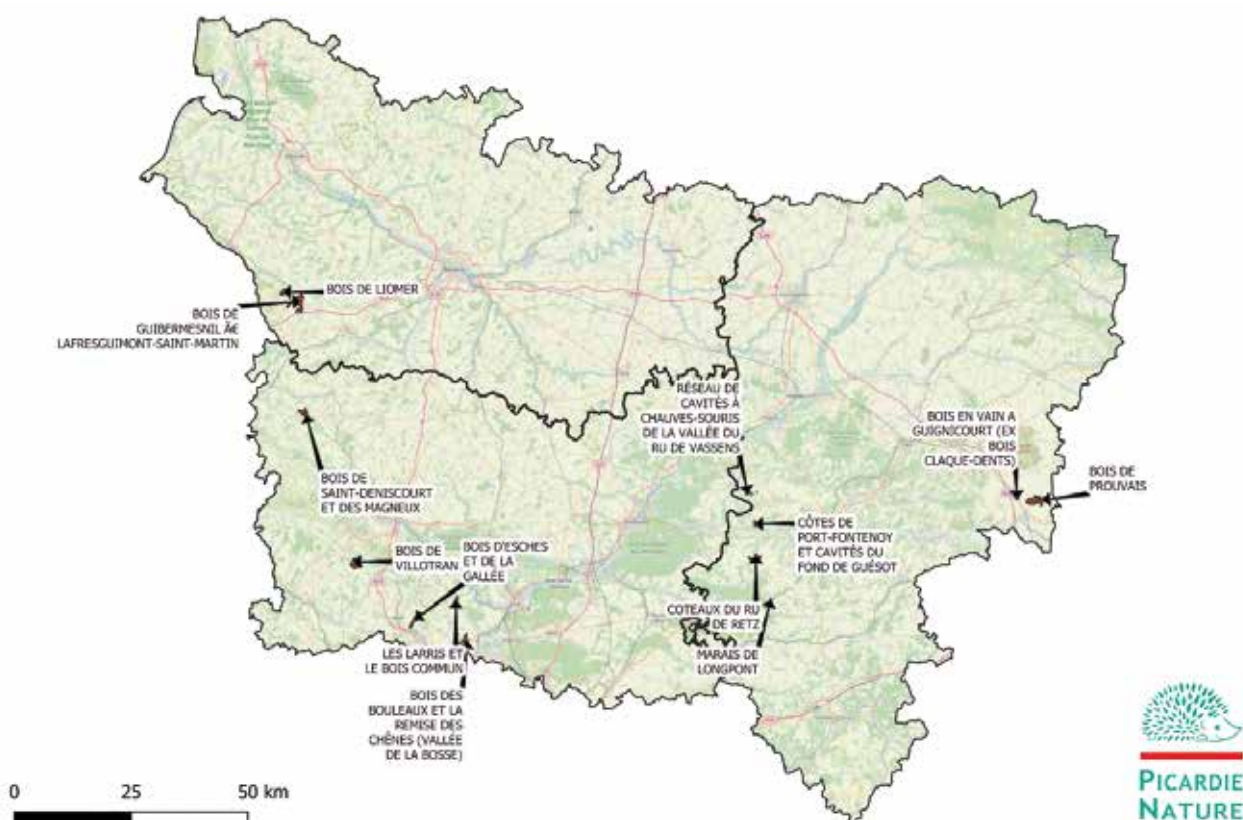 BOIS DE LIOMER
BOIS DE
GUIBERMESNIL Ã€
LAFRESGUIMONT-SAINT-MARTIN
RÉSEAU DE
CAVITÉS À
CHAUVES-SOURIS
DE LA VALLÉE DU
RU DE VASSENS
BOIS EN VAIN A
GUIGNICOURT (EX
BOIS
CLAQUE-DENTS)
BOIS DE
PROUVAIS
BOIS DE
SAINT-DENISCOURT
ET DES MAGNEUX
CÔTES DE
PORT-FONTENOY
ET CAVITÉS DU
FOND DE GUÉSOT
BOIS DE
VILLOTRAN
BOIS D'ESCHES
ET DE LA
GALLÉE
COTEAUX DU RU
DE RETZ
LES LARRIS ET
LE BOIS COMMUN
MARAIS DE
LONGPONT
BOIS DES
BOULEAUX ET LA
REMISE DES
CHÊNES (VALLÉE
DE LA BOSSE)
0 25 50 km
PICARDIE
NATURE